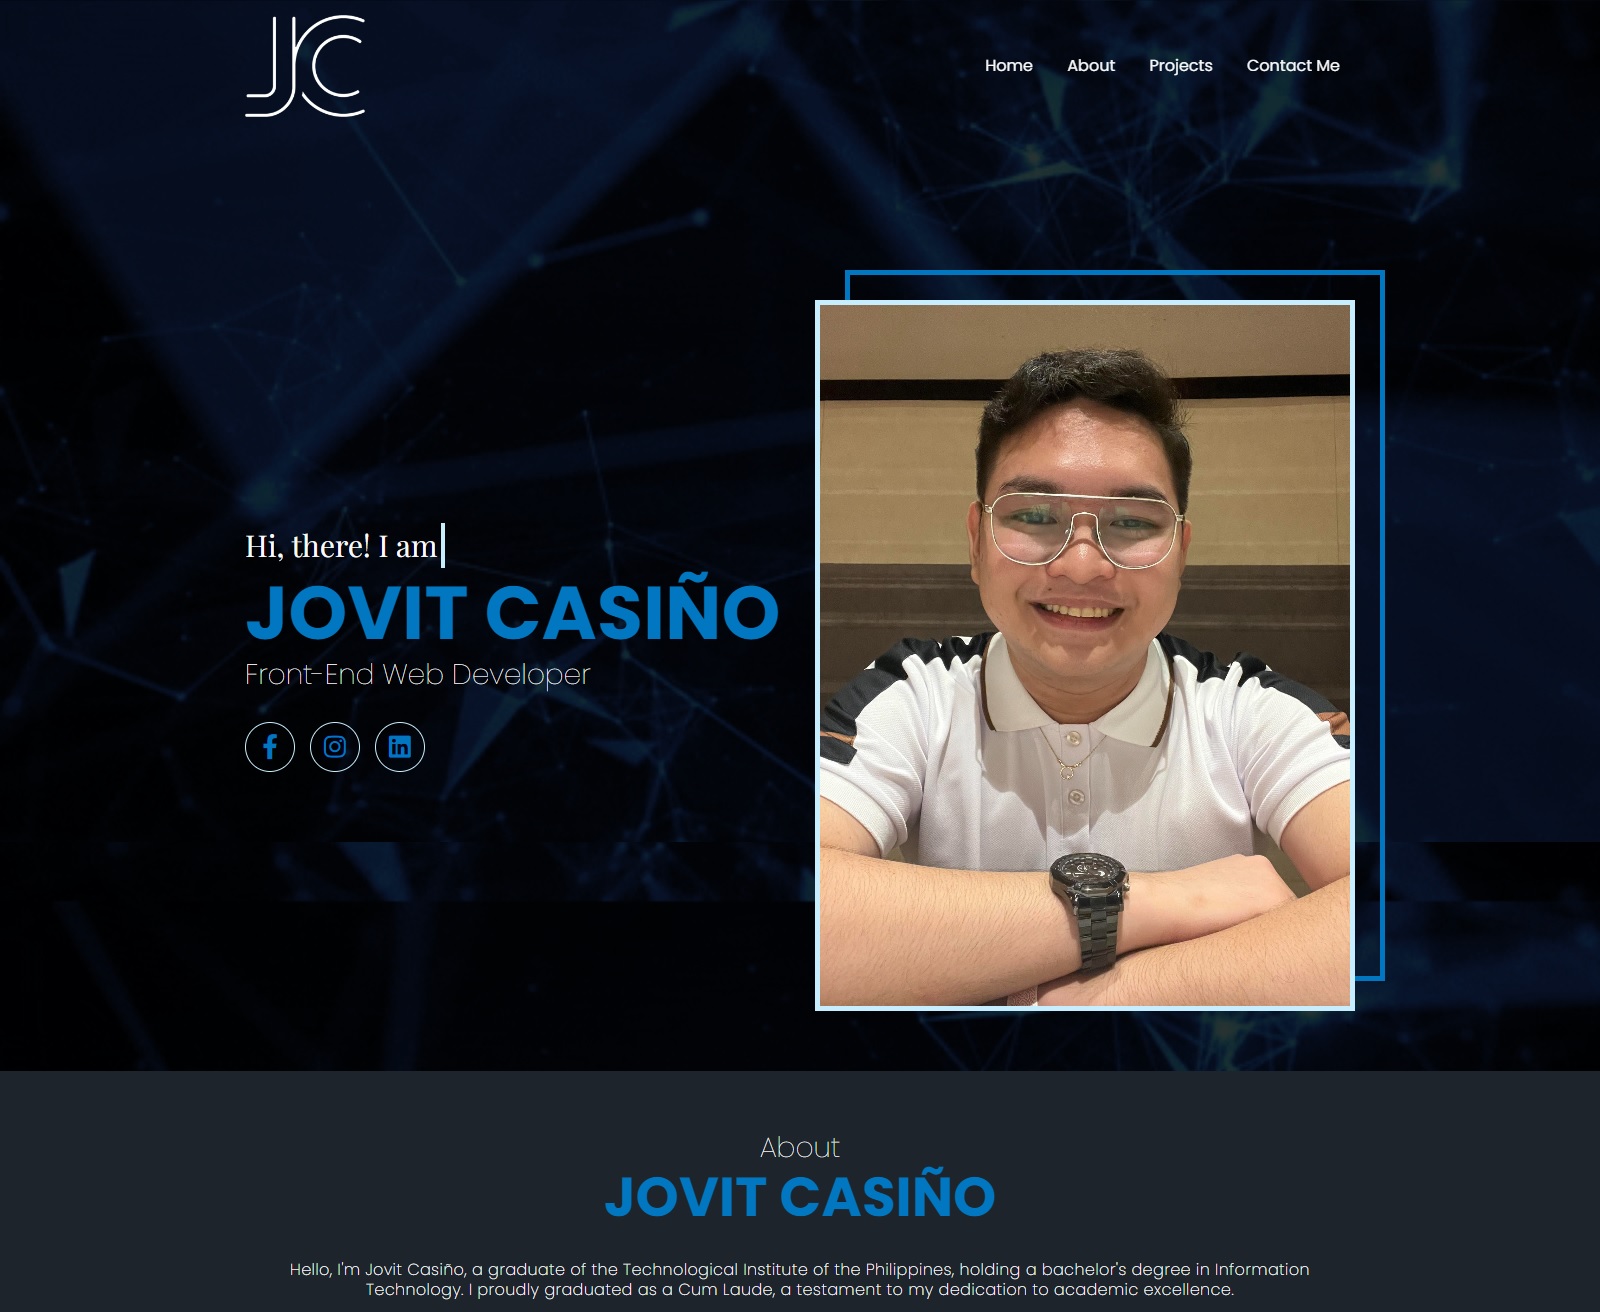 JC
Home About Projects Contact Me
Hi, there! I am
JOVIT CASIÑO
Front-End Web Developer
About
JOVIT CASIÑO
Hello, I'm Jovit Casiño, a graduate of the Technological Institute of the Philippines, holding a bachelor's degree in Information
Technology. I proudly graduated as a Cum Laude, a testament to my dedication to academic excellence.